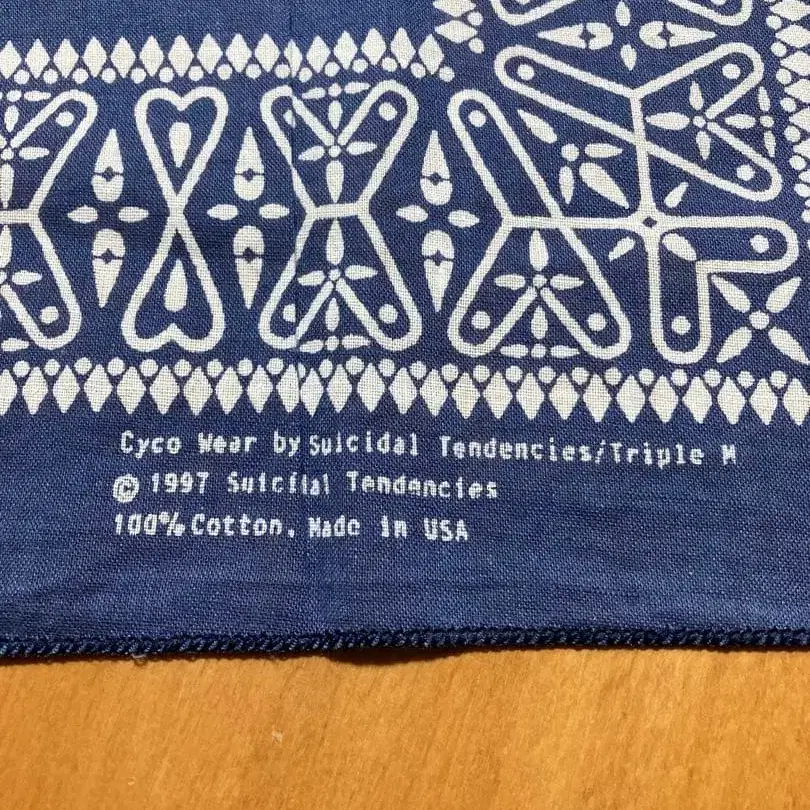 Cyco Wear by Suicidal Tendencies/Triple M
© 1997 Suicidal Tendencies
100% Cotton. Made in USA